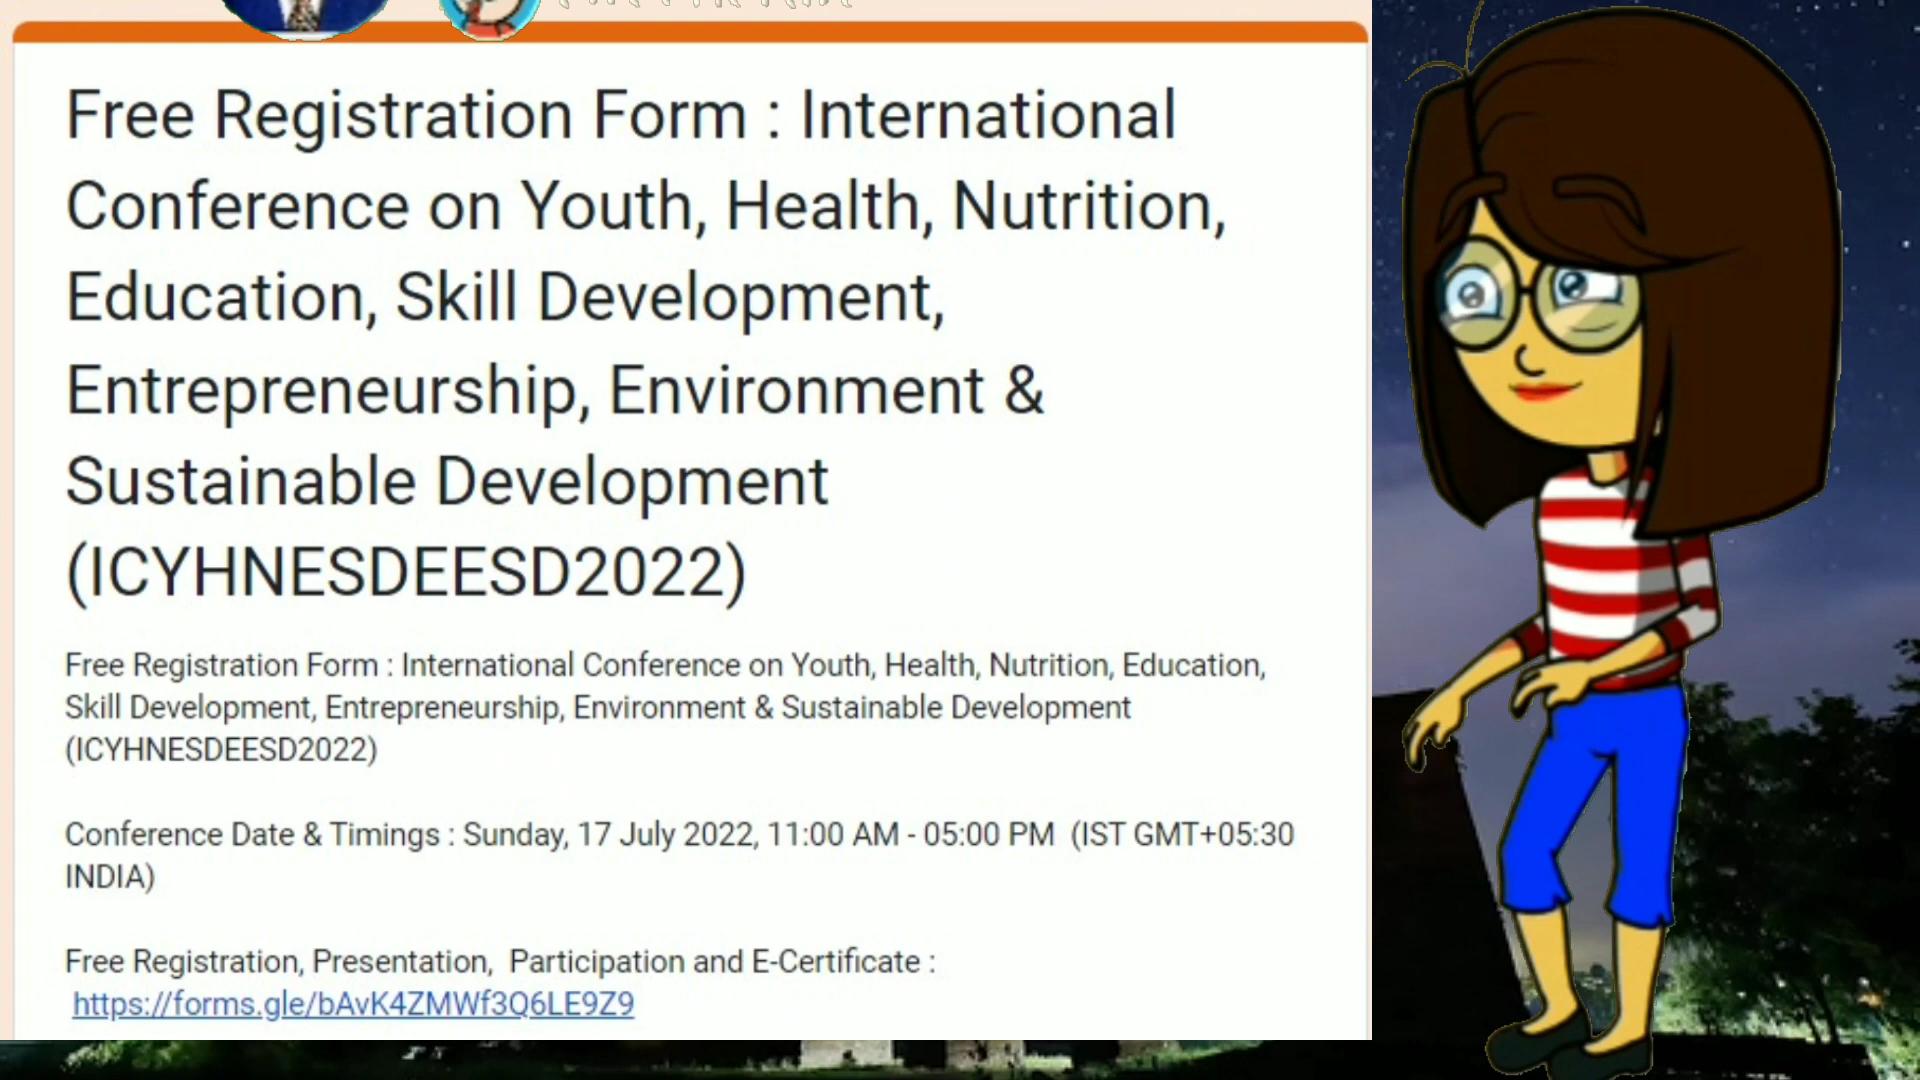 Free Registration Form : International
Conference on Youth, Health, Nutrition,
Education, Skill Development,
Entrepreneurship, Environment &
Sustainable Development
(ICYHNESDEESD2022)
Free Registration Form : International Conference on Youth, Health, Nutrition, Education,
Skill Development, Entrepreneurship, Environment & Sustainable Development
(ICYHNESDEESD2022)
Conference Date & Timings : Sunday, 17 July 2022, 11:00 AM - 05:00 PM  (IST GMT+05:30
INDIA)
Free Registration, Presentation,  Participation and E-Certificate :
https://forms.gle/bAvK4ZMWf3Q6LE9Z9